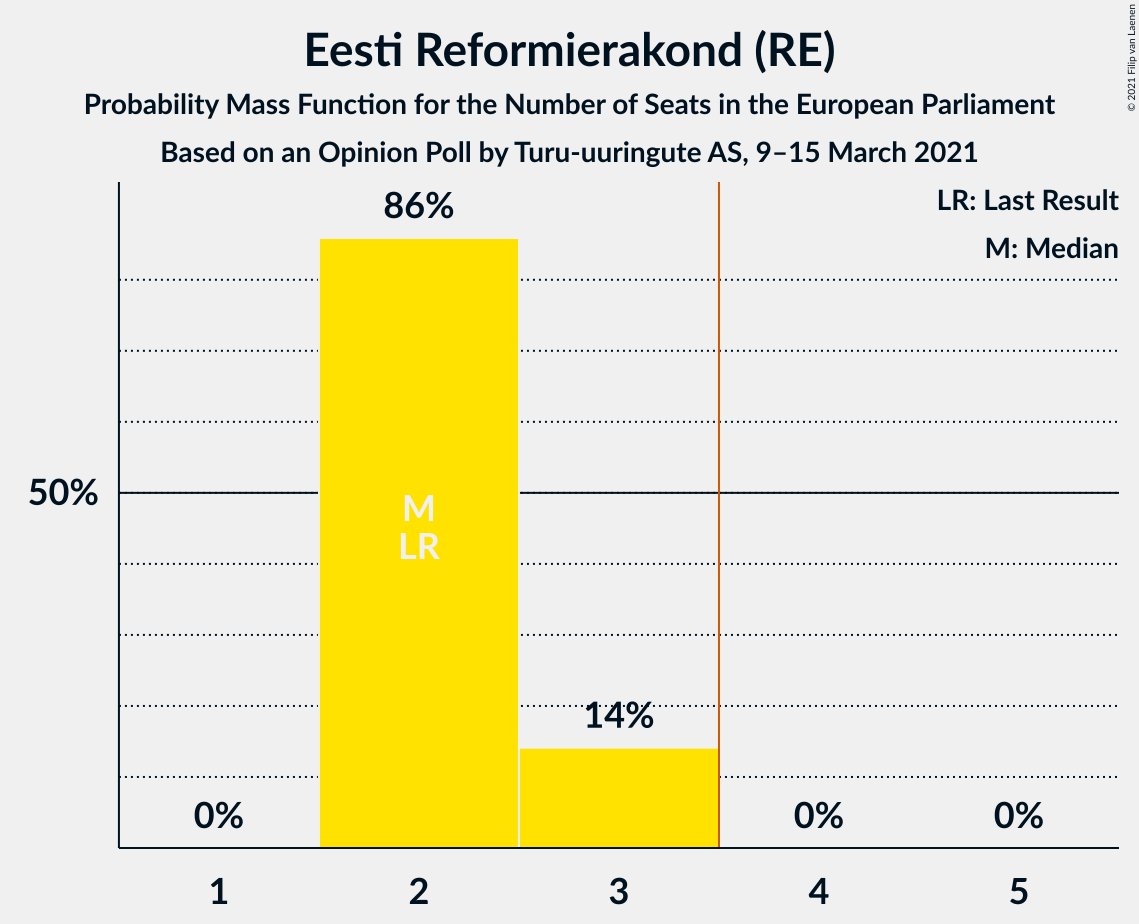 Eesti Reformierakond (RE)
Probability Mass Function for the Number of Seats in the European Parliament
Based on an Opinion Poll by Turu-uuringute AS, 9–15 March 2021
© 2021 Filip van Laenen
LR: Last Result
M: Median
86%
50%
M
LR
14%
0%
0%
0%
1
2
3
4
5